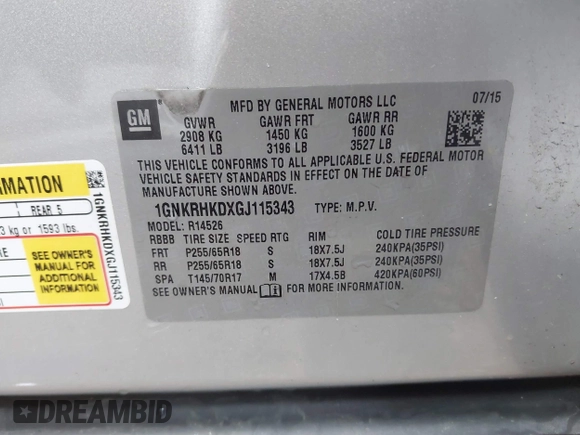 GM
MFD BY GENERAL MOTORS LLC 07/15
GVWR GAWR FRT GAWR RR
2908 KG 1450 KG 1600 KG
6411 LB 3196 LB 3527 LB
THIS VEHICLE CONFORMS TO ALL APPLICABLE U.S. FEDERAL MOTOR
VEHICLE SAFETY STANDARDS IN EFFECT ON THE DATE OF
MANUFACTURE SHOWN ABOVE.
1GNKRHKDXGJ115343 TYPE: M.P.V.
MODEL: R14526
RBBB TIRE SIZE SPEED RTG RIM COLD TIRE PRESSURE
FRT P255/65R18 S 18X7.5J 240KPA(35PSI)
RR P255/65R18 S 18X7.5J 240KPA(35PSI)
SPA T145/70R17 M 17X4.5B 420KPA(60PSI)
SEE OWNER'S MANUAL FOR MORE INFORMATION.
REAR 5
kg or 1593 lbs.
SEE OWNER'S
MANUAL FOR
ADDITIONAL
INFORMATION
1GNKRHKDXGJ115343
DREAMBID